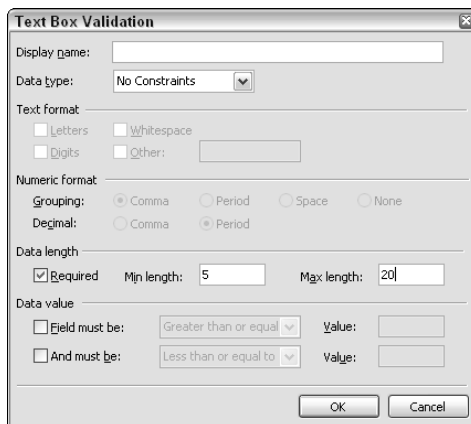 Text Box Validation
Display name:
Data type: No Constraints
Text format
Letters Whitespace
Digits Other:
Numeric format
Grouping: Comma Period Space None
Decimal: Comma Period
Data length
Required Min length: 5 Max length: 20
Data value
Field must be: Greater than or equal Value:
And must be: Less than or equal to Value:
OK Cancel